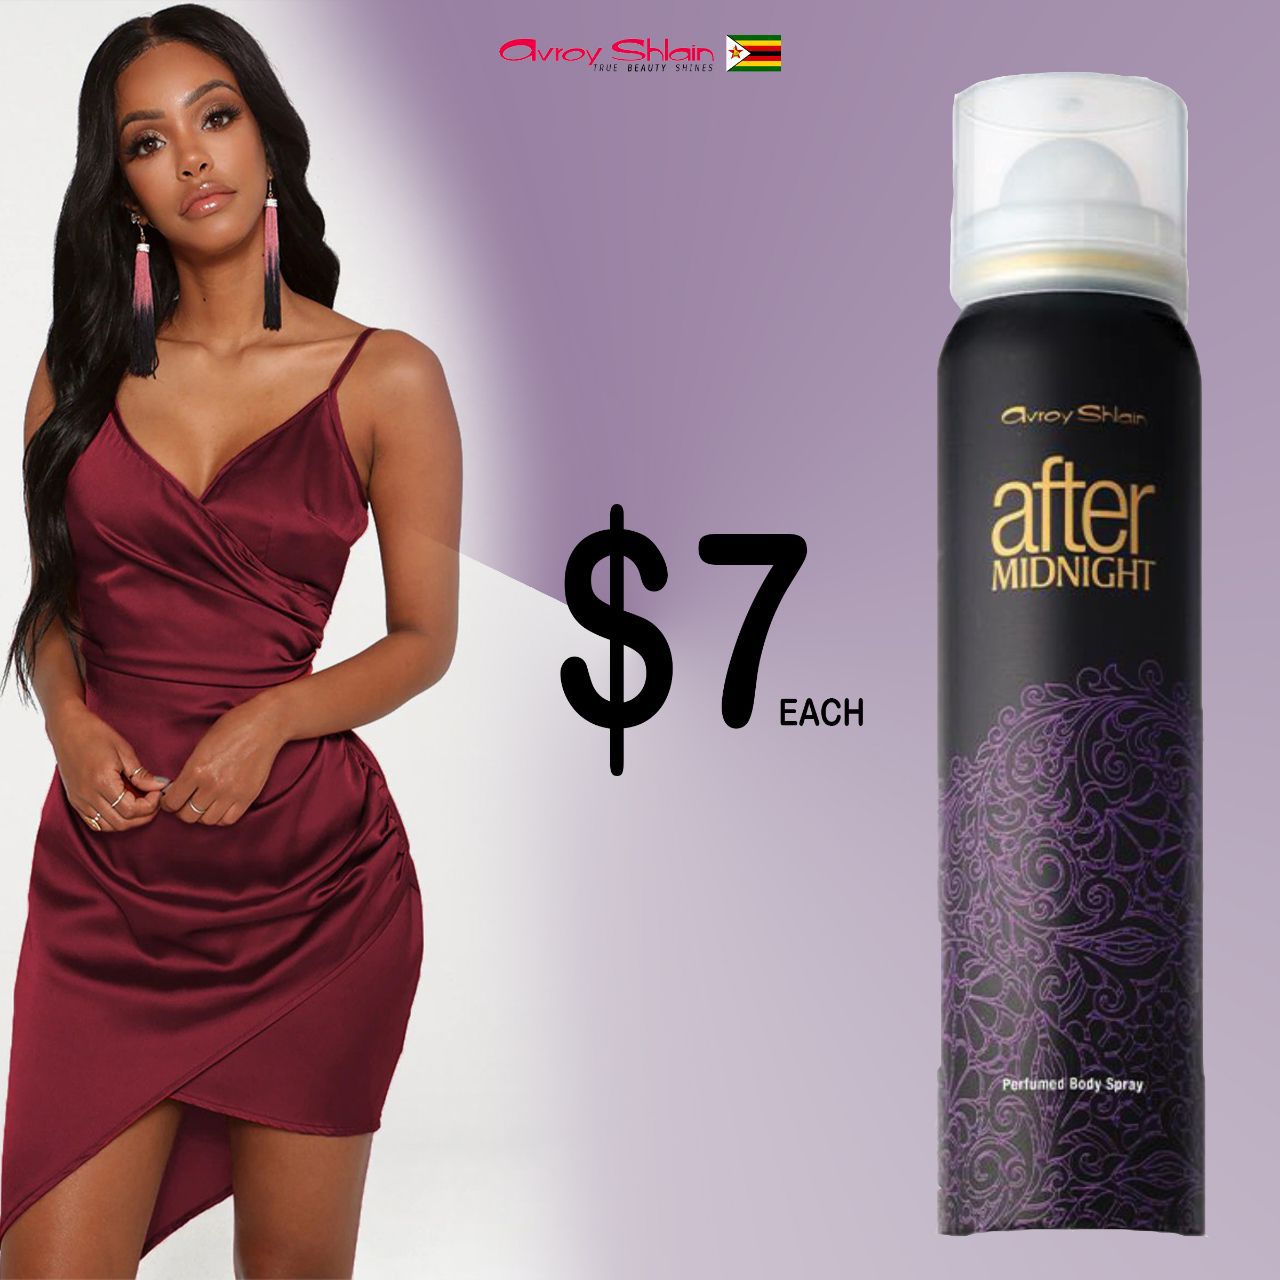 avroy Shlain
TRUE BEAUTY SHINES
$7
EACH
avroy Shlain
after
MIDNIGHT
Perfumed Body Spray